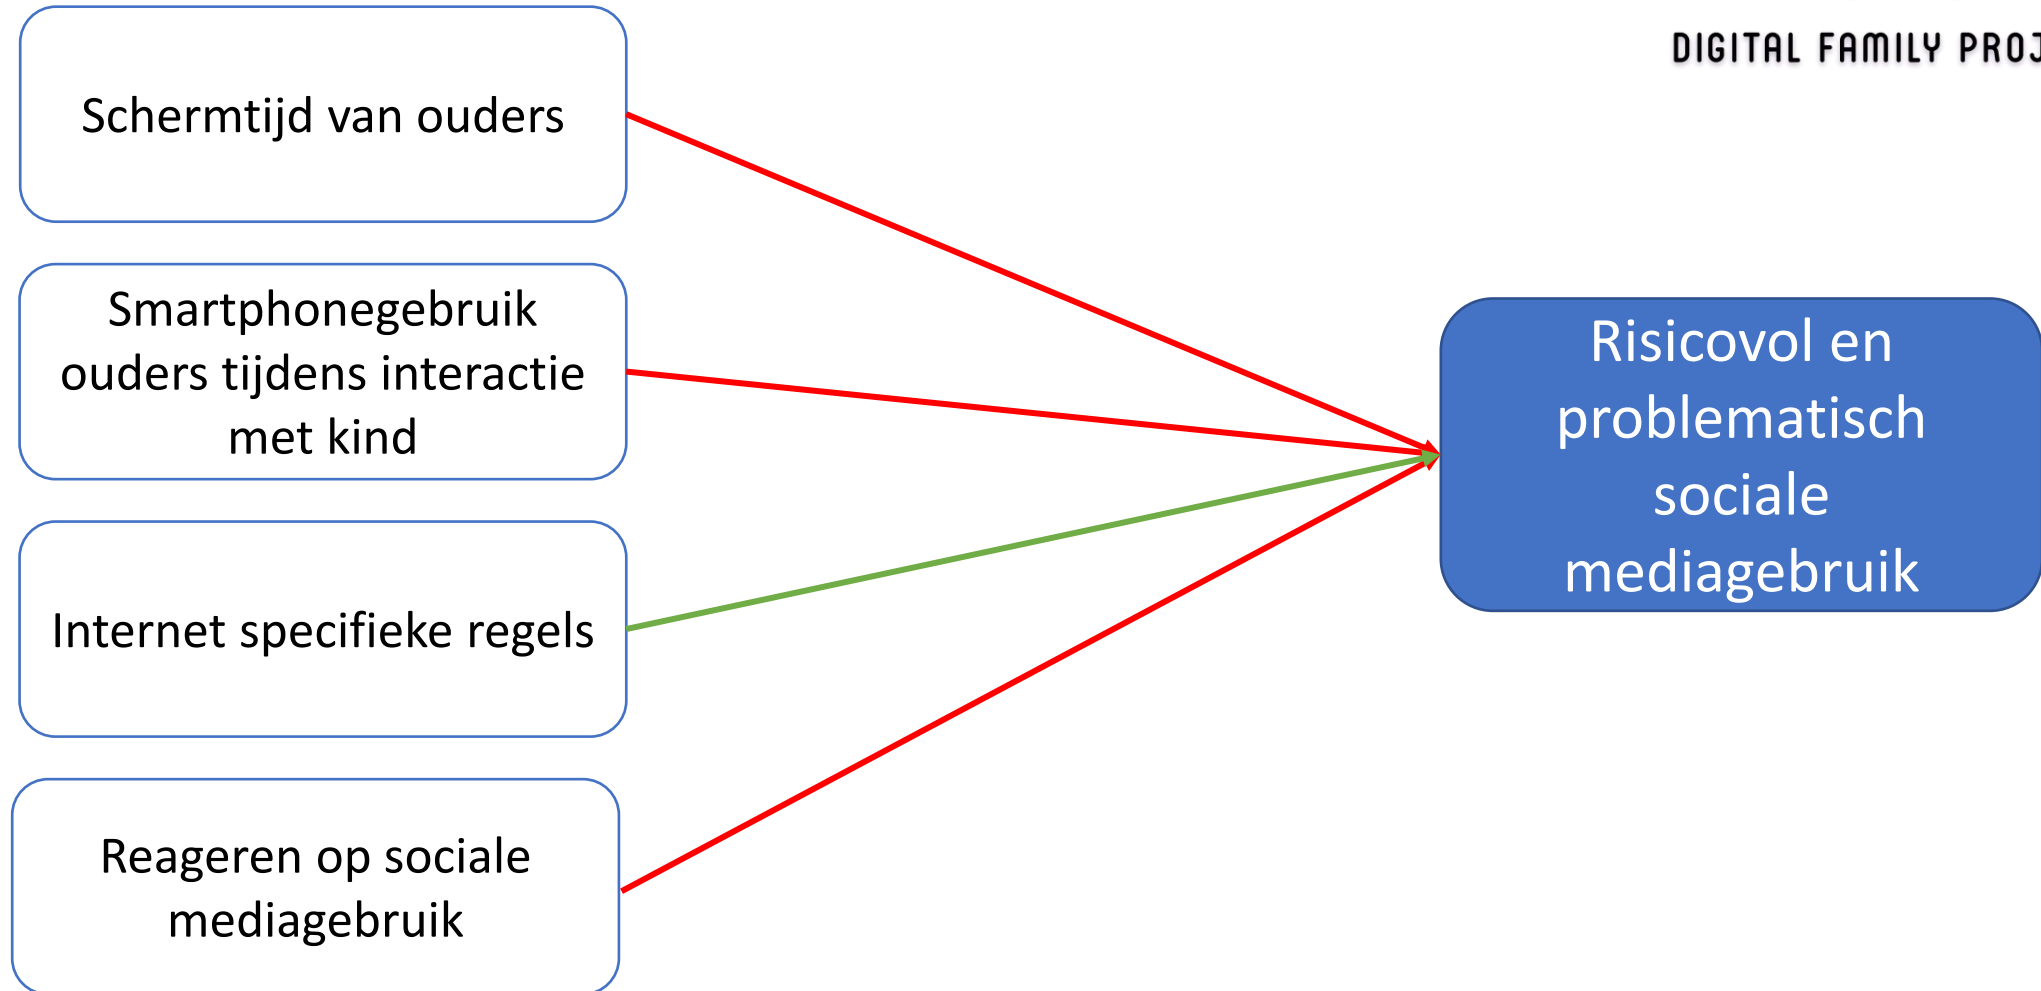 DIGITAL FAMILY PROJ
Schermtijd van ouders
Smartphonegebruik
ouders tijdens interactie
met kind
Internet specifieke regels
Reageren op sociale
mediagebruik
Risicovol en
problematisch
sociale
mediagebruik